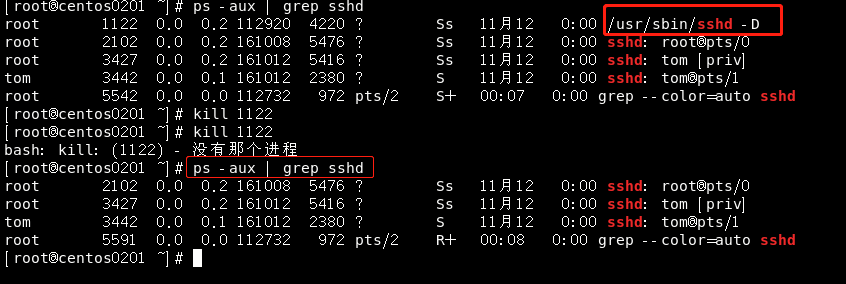 [root@centos0201 ~]# ps -aux | grep sshd
root 1122 0.0 0.2 112920 4220 ? Ss 11月12 0:00 /usr/sbin/sshd -D
root 2102 0.0 0.2 161008 5476 ? Ss 11月12 0:00 sshd: root@pts/0
root 3427 0.0 0.2 161012 5416 ? Ss 11月12 0:00 sshd: tom [priv]
tom 3442 0.0 0.1 161012 2380 ? S 11月12 0:00 sshd: tom@pts/1
root 5542 0.0 0.0 112732 972 pts/2 S+ 00:07 0:00 grep --color=auto sshd
[root@centos0201 ~]# kill 1122
[root@centos0201 ~]# kill 1122
bash: kill: (1122) - 没有那个进程
[root@centos0201 ~]# ps -aux | grep sshd
root 2102 0.0 0.2 161008 5476 ? Ss 11月12 0:00 sshd: root@pts/0
root 3427 0.0 0.2 161012 5416 ? Ss 11月12 0:00 sshd: tom [priv]
tom 3442 0.0 0.1 161012 2380 ? S 11月12 0:00 sshd: tom@pts/1
root 5591 0.0 0.0 112732 972 pts/2 R+ 00:08 0:00 grep --color=auto sshd
[root@centos0201 ~]#